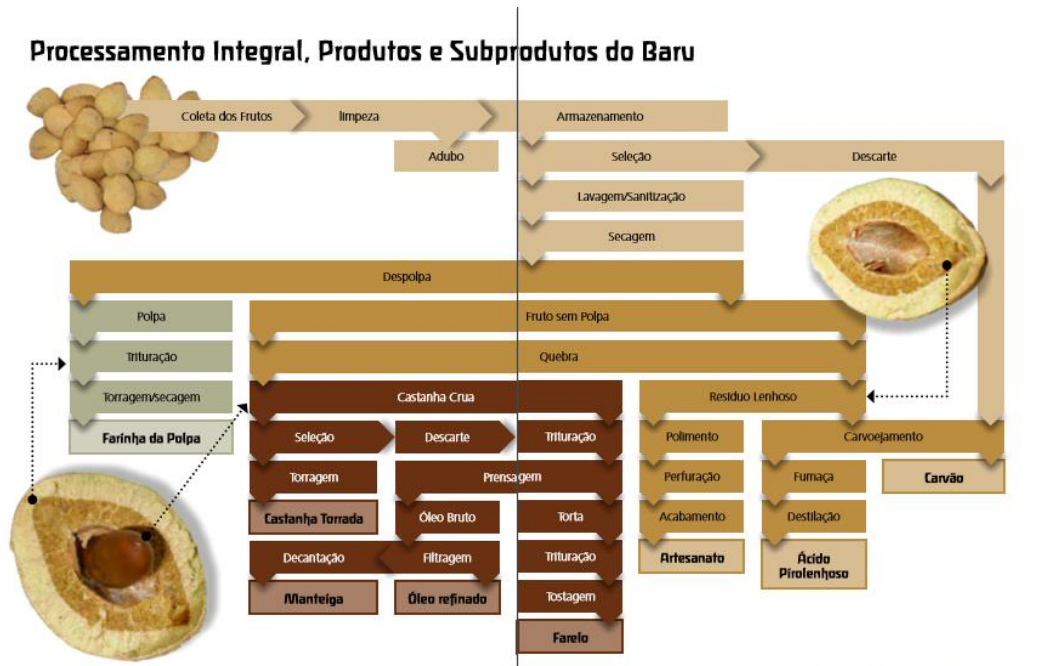 Processamento Integral, Produtos e Subprodutos do Baru
Coleta dos Frutos
limpeza
Armazenamento
Adubo
Seleção
Descarte
Lavagem/Sanitização
Secagem
Despolpa
Polpa
Fruto sem Polpa
Trituração
Quebra
Torragem/secagem
Castanha Crua
Resíduo Lenhoso
Farinha da Polpa
Seleção
Descarte
Trituração
Polimento
Carvoejamento
Torragem
Prensagem
Perfuração
Fumaça
Carvão
Castanha Torrada
Óleo Bruto
Torta
Acabamento
Destilação
Decantação
Filtragem
Trituração
Artesanato
Ácido
Pirolenhoso
Manteiga
Óleo refinado
Tostagem
Farelo